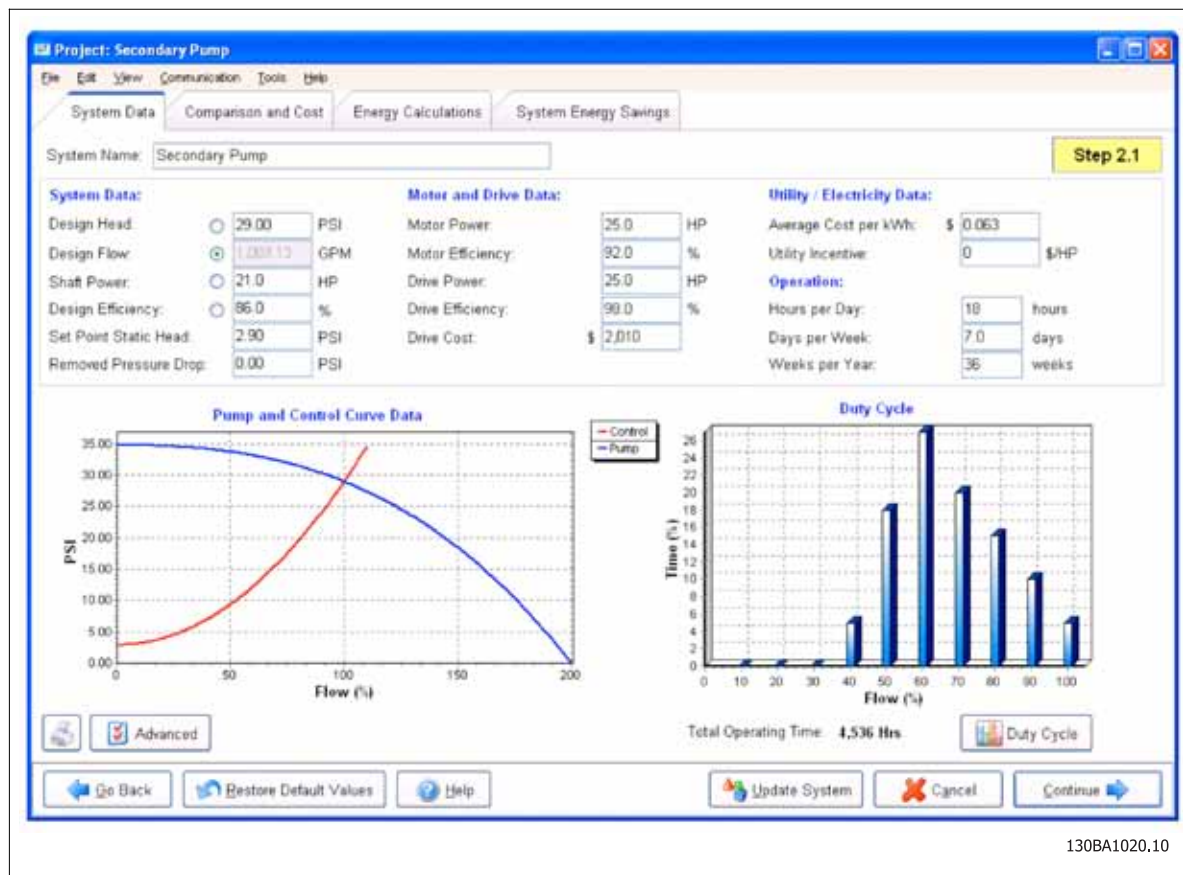 Project: Secondary Pump
File Edit View Communication Tools Help
System Data Comparison and Cost Energy Calculations System Energy Savings
System Name: Secondary Pump
Step 2.1
System Data:
Design Head: 29.00 PSI
Design Flow: GPM
Shaft Power: 21.0 HP
Design Efficiency: 86.0 %
Set Point Static Head: 2.90 PSI
Removed Pressure Drop: 0.00 PSI
Motor and Drive Data:
Motor Power: 25.0 HP
Motor Efficiency: 92.0 %
Drive Power: 25.0 HP
Drive Efficiency: %
Drive Cost: $ 2,010
Utility / Electricity Data:
Average Cost per kWh: $ 0.063
Utility Incentive: 0 $/HP
Operation:
Hours per Day: 18 hours
Days per Week: 7.0 days
Weeks per Year: 36 weeks
Pump and Control Curve Data
Control
Pump
PSI
35.00
30.00
25.00
20.00
15.00
10.00
5.00
0.00
0 50 100 150 200
Flow (%)
Duty Cycle
Time (%)
26
24
22
20
18
16
14
12
10
8
6
4
2
0
0 10 20 30 40 50 60 70 80 90 100
Flow (%)
Advanced
Total Operating Time: 4,536 Hrs
Duty Cycle
Go Back Restore Default Values Help Update System Cancel Continue
130BA1020.10